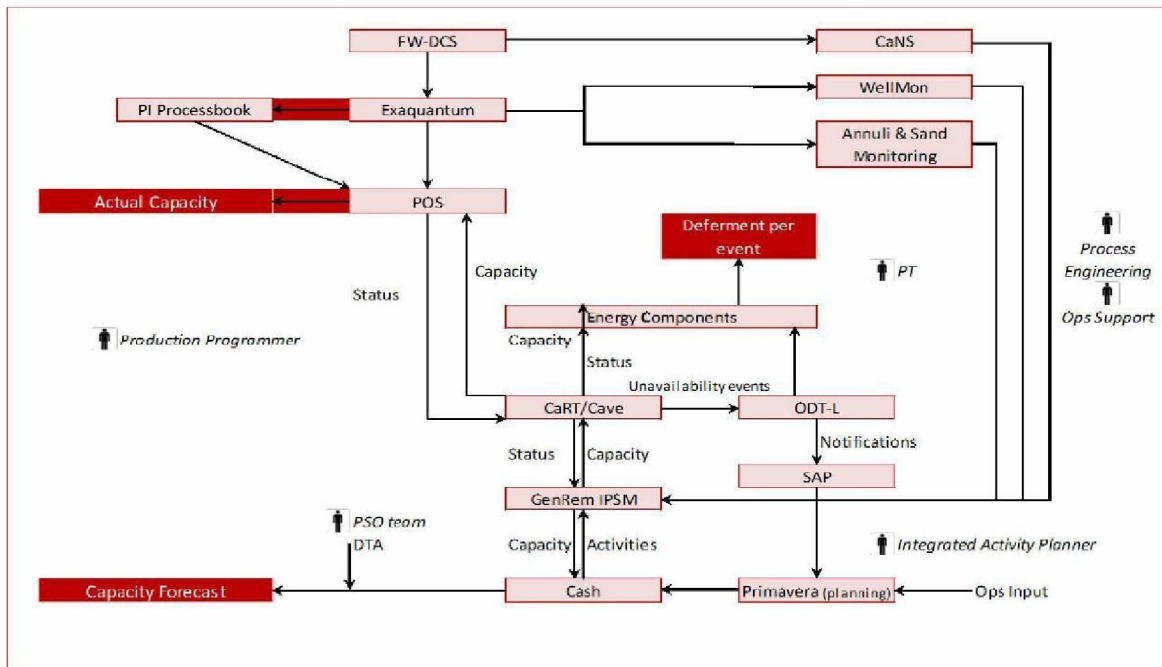 FW-DCS
CaNS
PI Processbook
Exaquantum
WellMon
Annuli & Sand
Monitoring
Actual Capacity
POS
Deferment per
event
Process
Engineering
PT
Capacity
Status
Ops Support
Energy Components
Production Programmer
Capacity
Status
Unavailability events
CaRT/Cave
ODT-L
Status
Capacity
Notifications
SAP
GenRem IPSM
PSO team
DTA
Capacity
Activities
Integrated Activity Planner
Capacity Forecast
Cash
Primavera (planning)
Ops Input